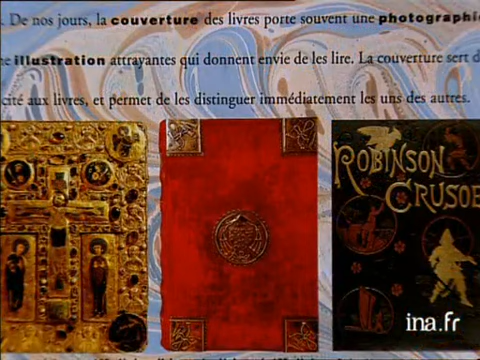 . De nos jours, la couverture des livres porte souvent une photographi
ne illustration attrayantes qui donnent envie de les lire. La couverture sert d
cité aux livres, et permet de les distinguer immédiatement les uns des autres.
ROBINSON
CRUSOE
ina.fr